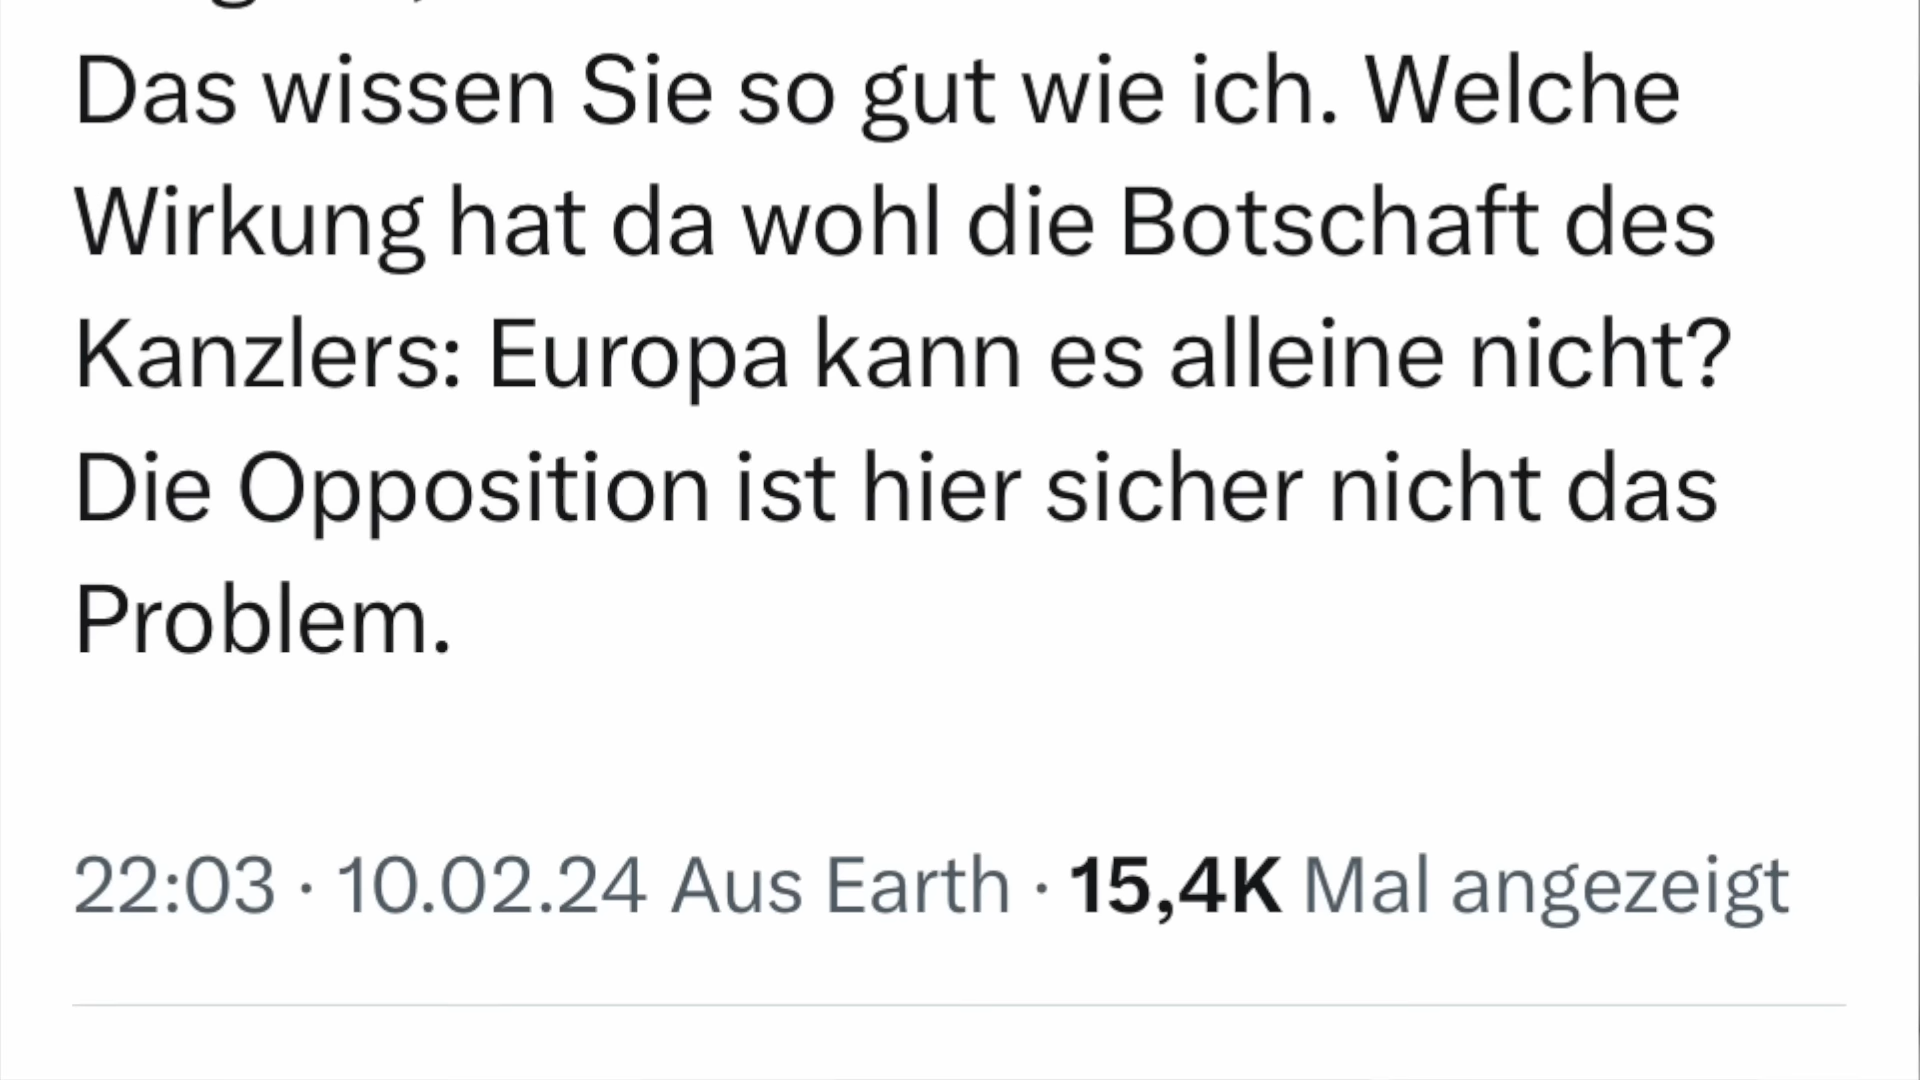 Das wissen Sie so gut wie ich. Welche
Wirkung hat da wohl die Botschaft des
Kanzlers: Europa kann es alleine nicht?
Die Opposition ist hier sicher nicht das
Problem.
22:03 · 10.02.24 Aus Earth · 15,4K Mal angezeigt